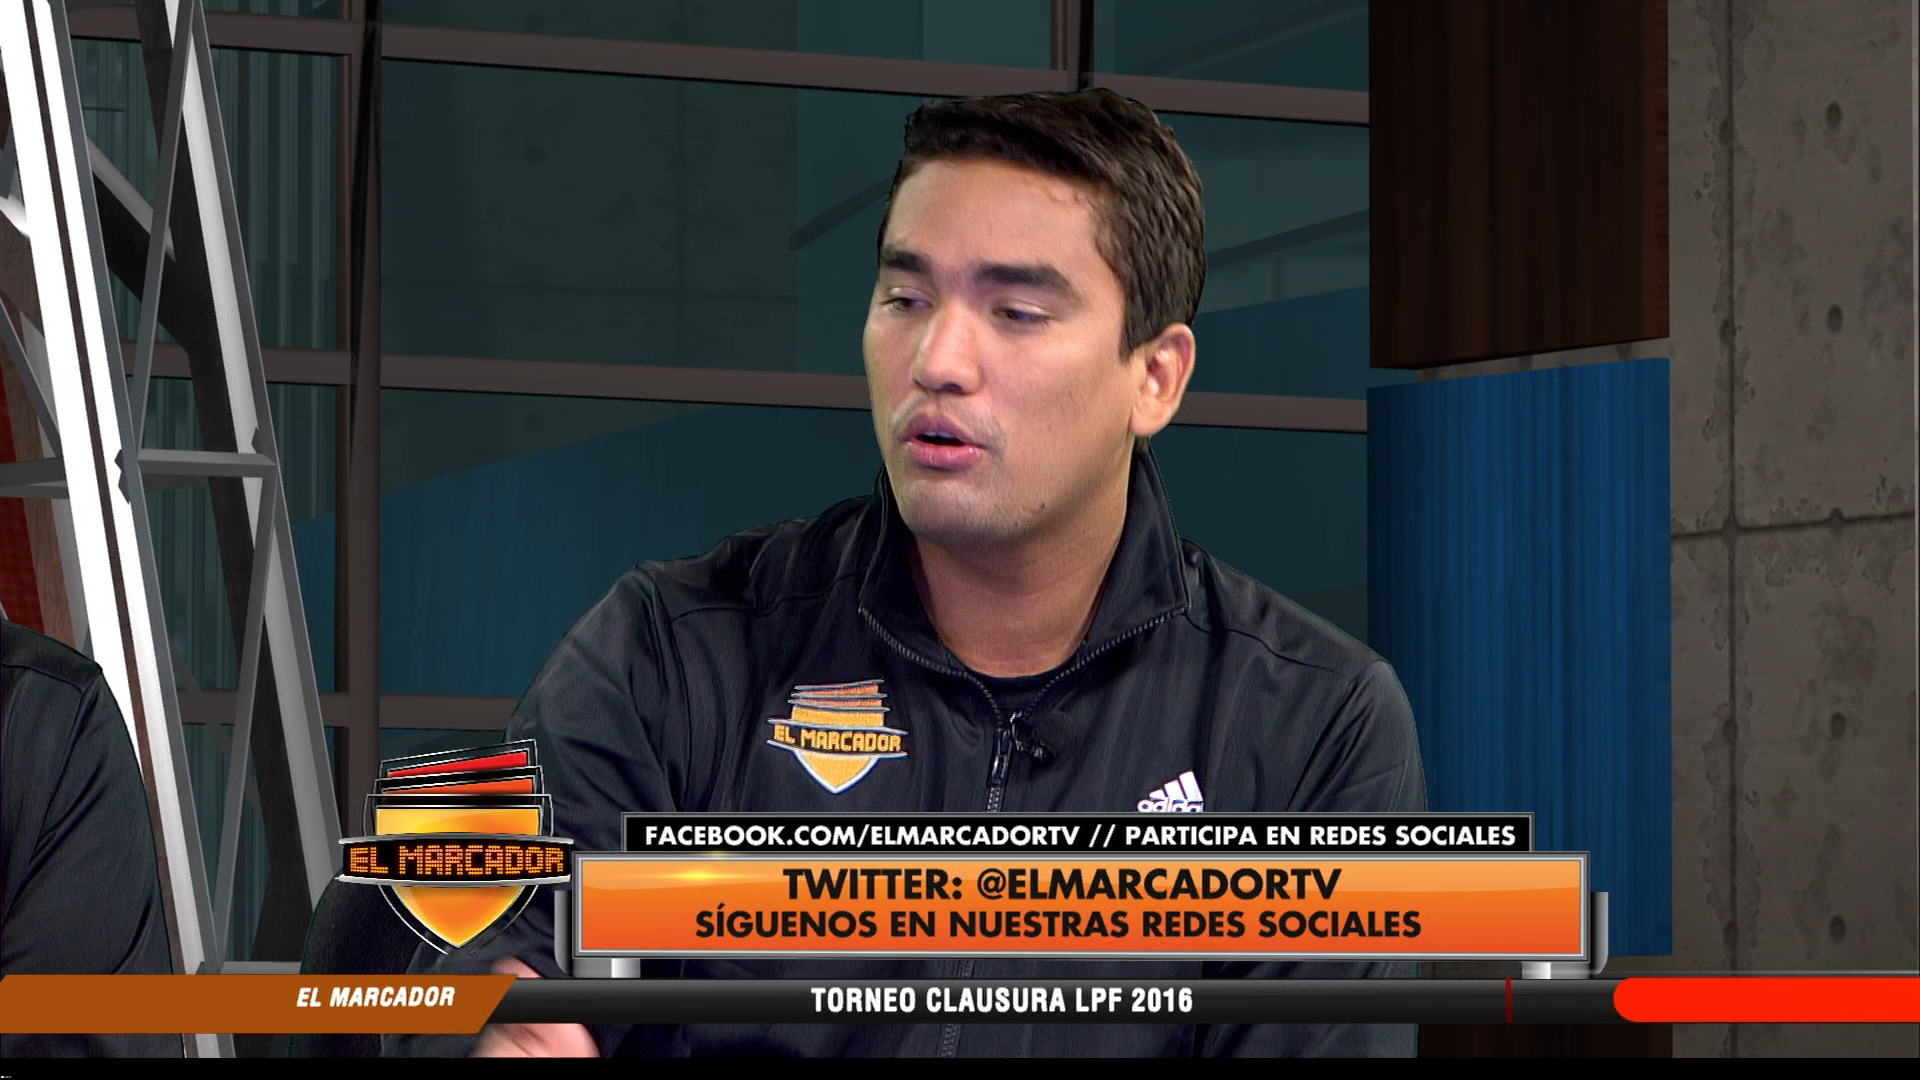 EL MARCADOR
adidas
FACEBOOK.COM/ELMARCADORTV // PARTICIPA EN REDES SOCIALES
EL MARCADOR
TWITTER: @ELMARCADORTV
SÍGUENOS EN NUESTRAS REDES SOCIALES
EL MARCADOR
TORNEO CLAUSURA LPF 2016